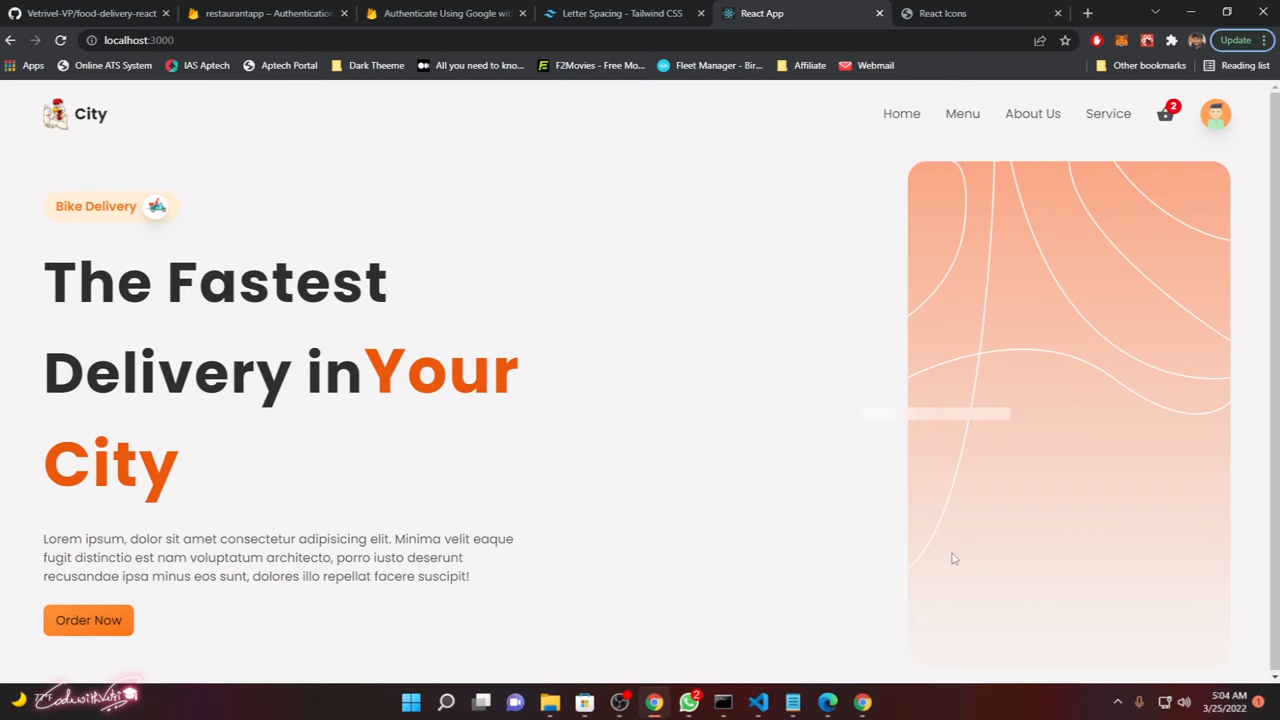 Vetrivel-VP/food-delivery-react
restaurantapp – Authentication
Authenticate Using Google with
Letter Spacing - Tailwind CSS
React App
React Icons
localhost:3000
Update
Apps
Online ATS System
IAS Aptech
Aptech Portal
Dark Theeme
All you need to kno...
F2Movies - Free Mo...
Fleet Manager - Bir...
Affiliate
Webmail
Other bookmarks
Reading list
City
Home
Menu
About Us
Service
2
Bike Delivery
The Fastest
Delivery inYour
City
Lorem ipsum, dolor sit amet consectetur adipisicing elit. Minima velit eaque
fugit distinctio est nam voluptatum architecto, porro iusto deserunt
recusandae ipsa minus eos sunt, dolores illo repellat facere suscipit!
Order Now
CodewithVetri
2
5:04 AM
3/25/2022
1